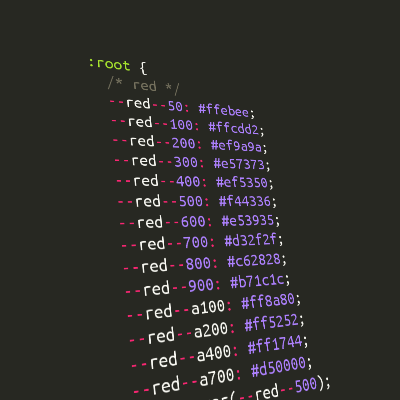 :root {
/* red */
--red--50: #ffebee;
--red--100: #ffcdd2;
--red--200: #ef9a9a;
--red--300: #e57373;
--red--400: #ef5350;
--red--500: #f44336;
--red--600: #e53935;
--red--700: #d32f2f;
--red--800: #c62828;
--red--900: #b71c1c;
--red--a100: #ff8a80;
--red--a200: #ff5252;
--red--a400: #ff1744;
--red--a700: #d50000;
(--red--500);